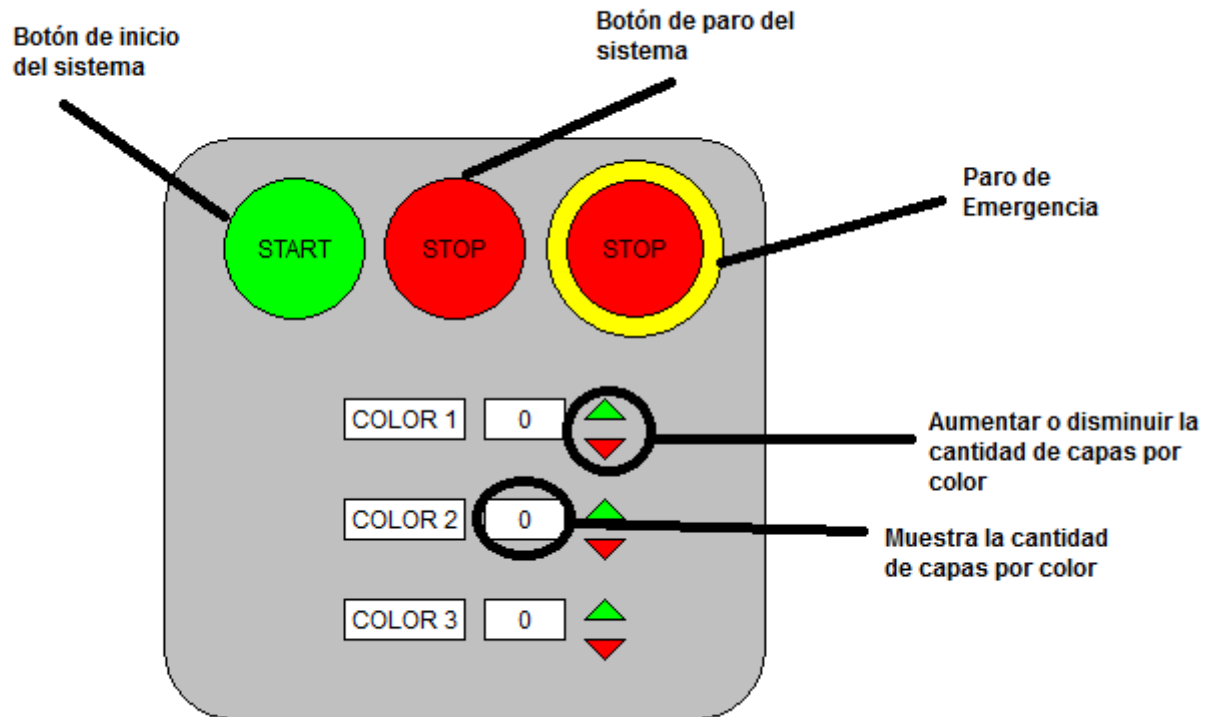 Botón de inicio
del sistema
Botón de paro del
sistema
Paro de
Emergencia
START
STOP
STOP
COLOR 1
0
Aumentar o disminuir la
cantidad de capas por
color
COLOR 2
0
Muestra la cantidad
de capas por color
COLOR 3
0